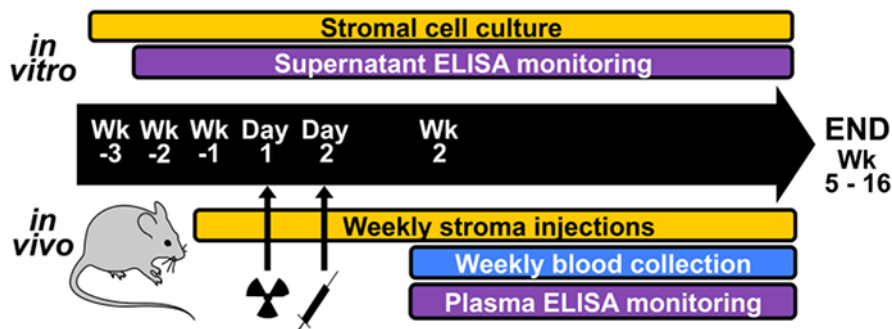 Stromal cell culture
in
vitro
Supernatant ELISA monitoring
Wk Wk Wk Day Day Wk
-3 -2 -1 1 2 2
END
Wk
5 - 16
in
vivo
Weekly stroma injections
Weekly blood collection
Plasma ELISA monitoring